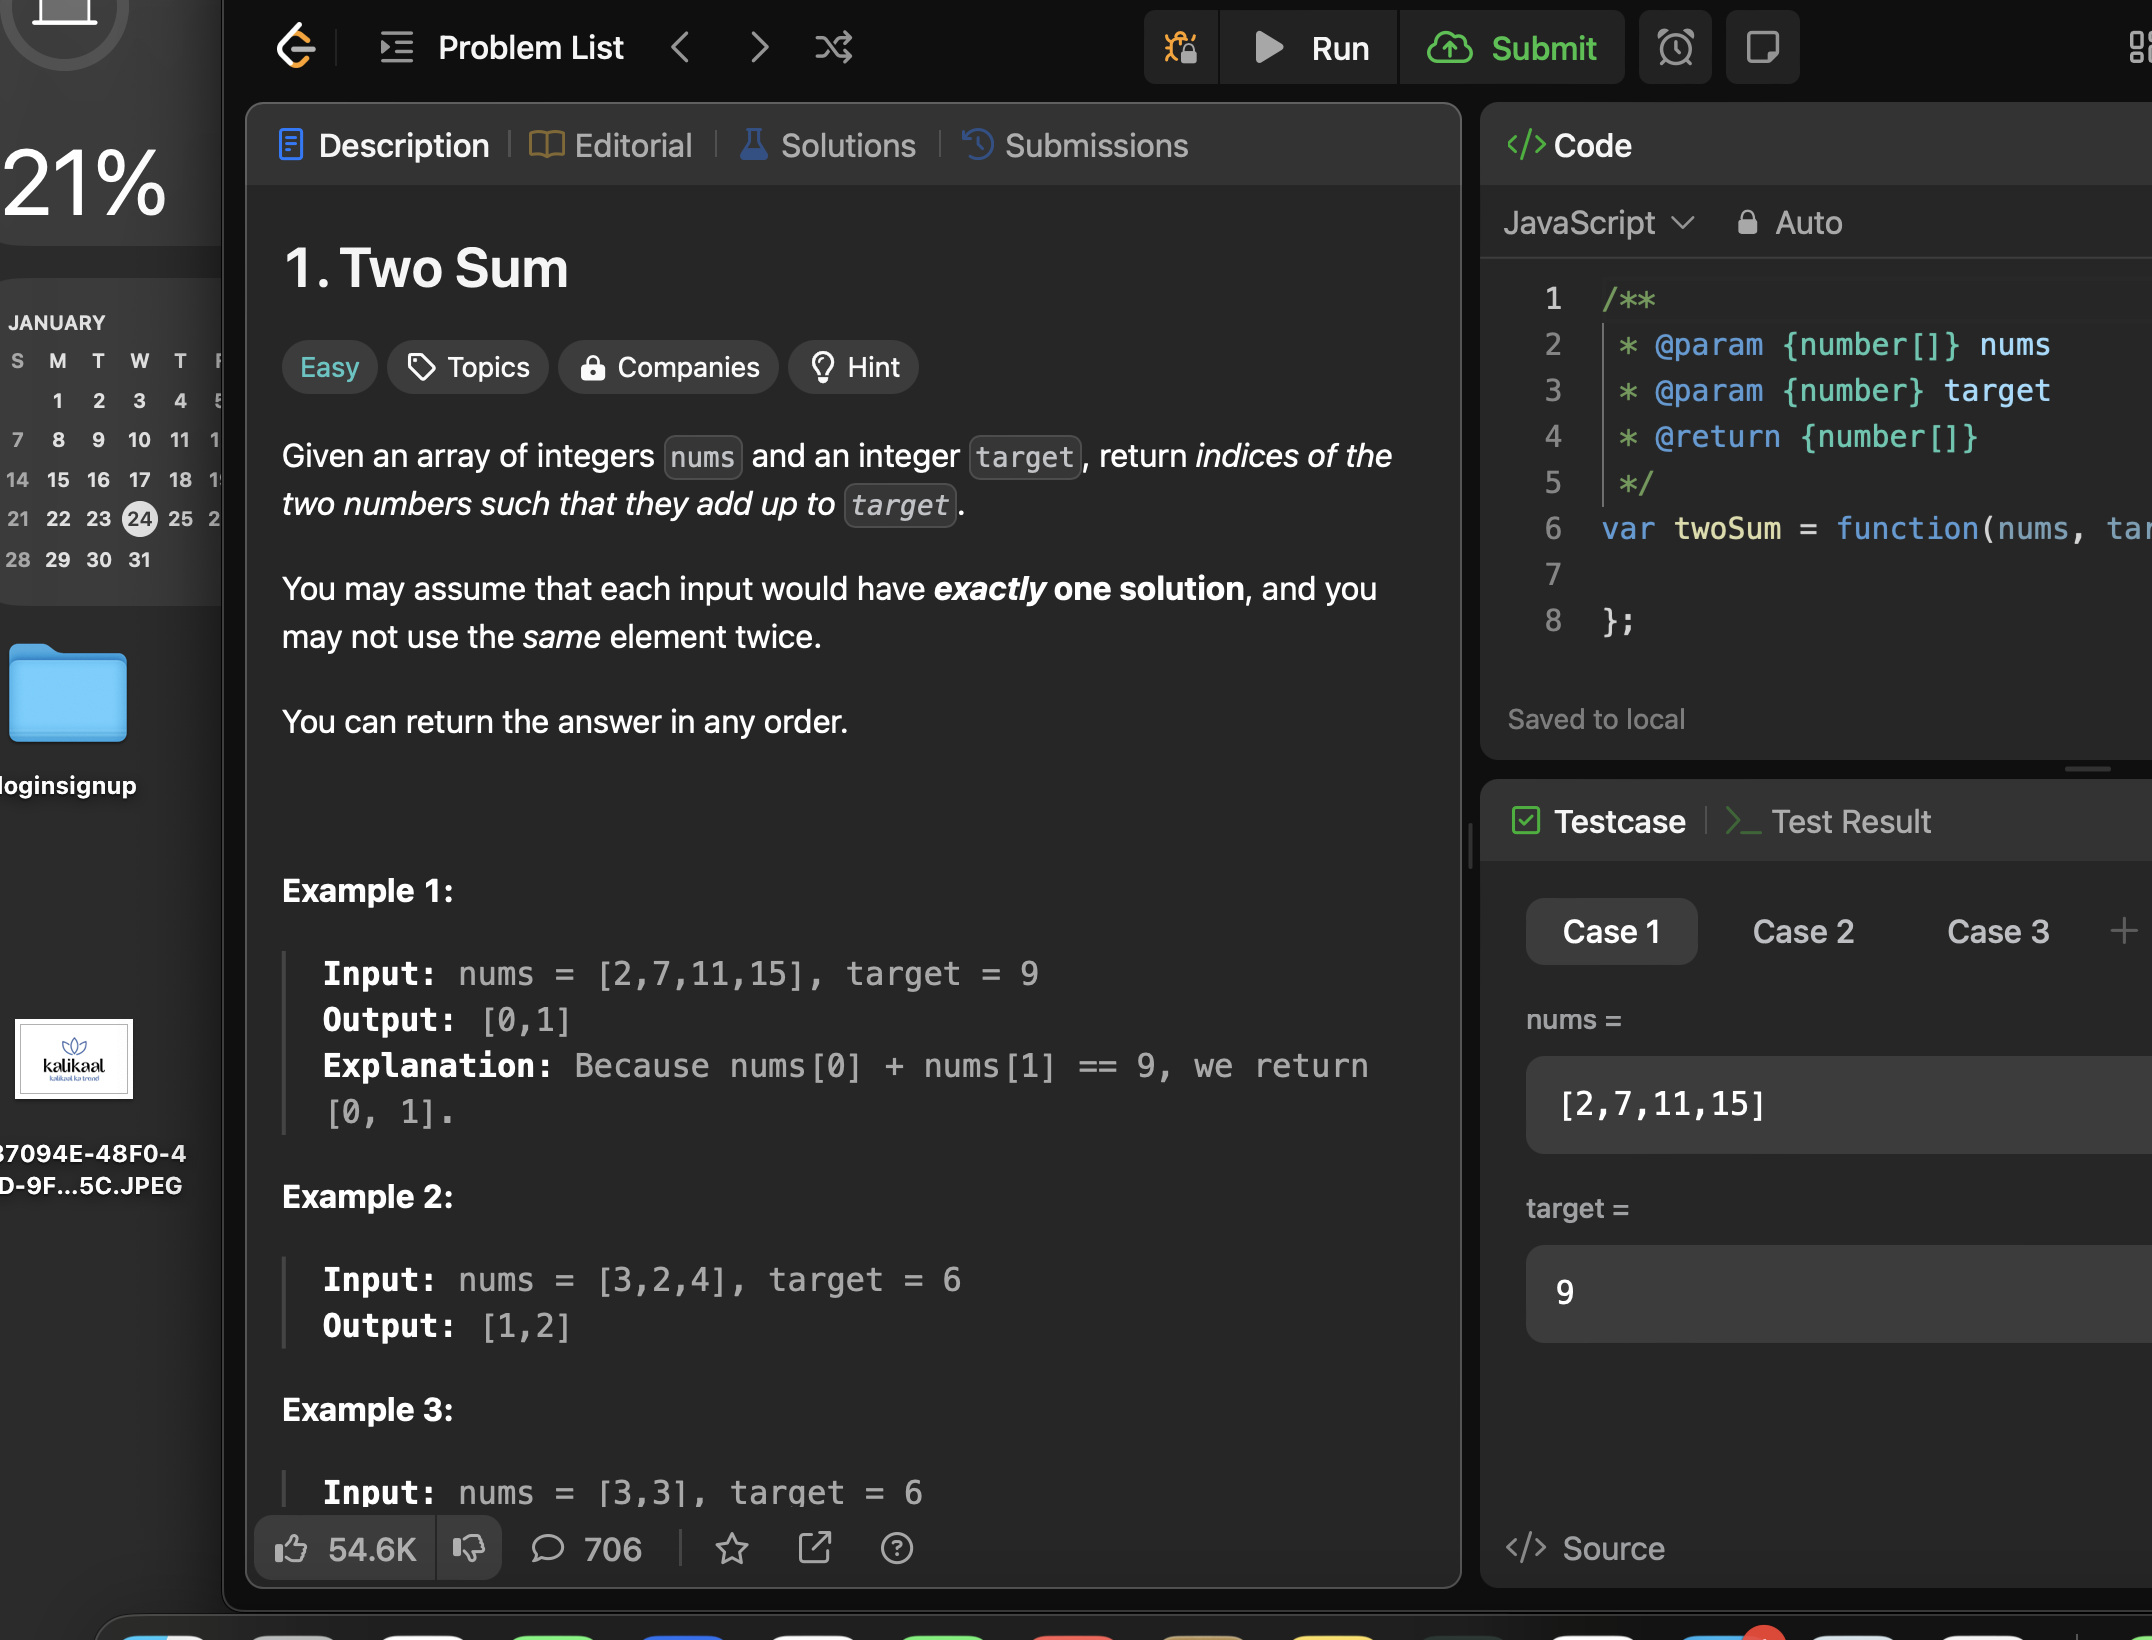 Problem List
Run
Submit
21%
JANUARY
S M T W T F
1 2 3 4 5
7 8 9 10 11
14 15 16 17 18
21 22 23 24 25
28 29 30 31
loginsignup
kalikaal
kalikaal ka trend
37094E-48F0-4
D-9F...5C.JPEG
Description
Editorial
Solutions
Submissions
1. Two Sum
Easy
Topics
Companies
Hint
Given an array of integers nums and an integer target, return indices of the
two numbers such that they add up to target.
You may assume that each input would have exactly one solution, and you
may not use the same element twice.
You can return the answer in any order.
Example 1:
Input: nums = [2,7,11,15], target = 9
Output: [0,1]
Explanation: Because nums[0] + nums[1] == 9, we return
[0, 1].
Example 2:
Input: nums = [3,2,4], target = 6
Output: [1,2]
Example 3:
Input: nums = [3,3], target = 6
54.6K
706
</> Code
JavaScript
Auto
1 /**
2 * @param {number[]} nums
3 * @param {number} target
4 * @return {number[]}
5 */
6 var twoSum = function(nums, tar
7
8 };
Saved to local
Testcase
>_ Test Result
Case 1
Case 2
Case 3
+
nums =
[2,7,11,15]
target =
9
</> Source